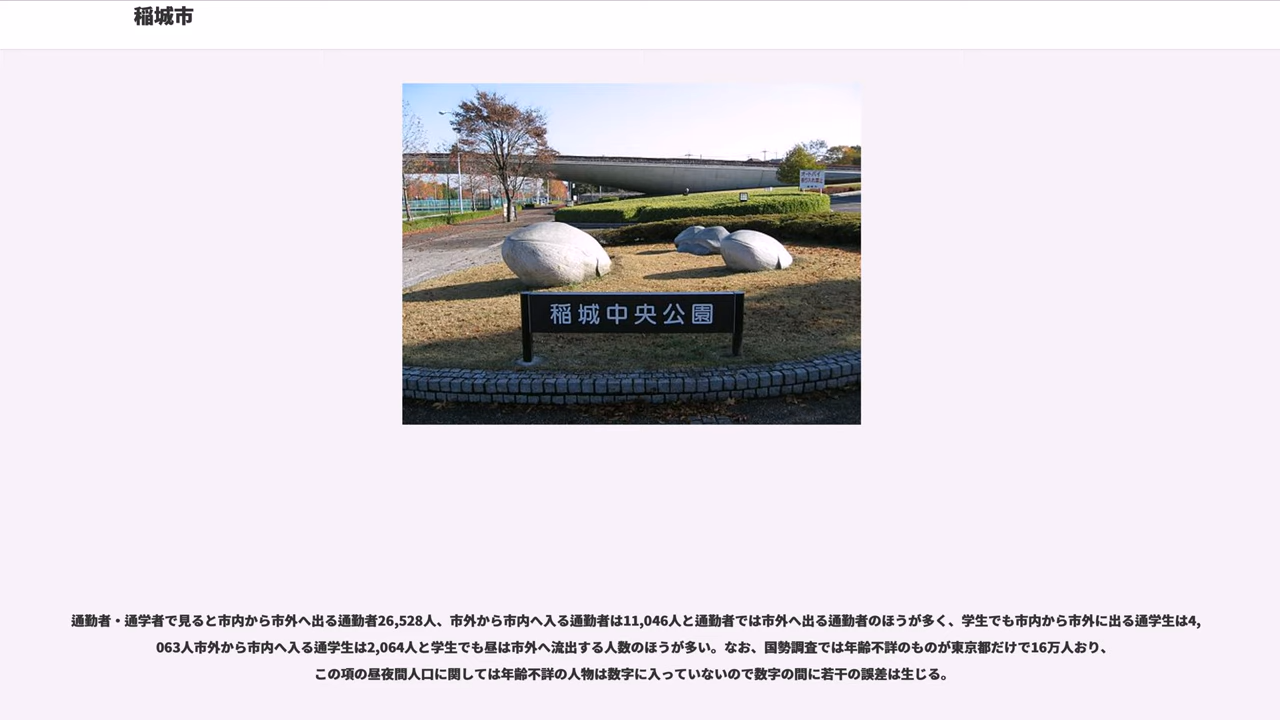 稲城市
稲城中央公園
通勤者・通学者で見ると市内から市外へ出る通勤者26,528人、市外から市内へ入る通勤者は11,046人と通勤者では市外へ出る通勤者のほうが多く、学生でも市内から市外に出る通学生は4,
063人市外から市内へ入る通学生は2,064人と学生でも昼は市外へ流出する人数のほうが多い。なお、国勢調査では年齢不詳のものが東京都だけで16万人おり、
この項の昼夜間人口に関しては年齢不詳の人物は数字に入っていないので数字の間に若干の誤差は生じる。